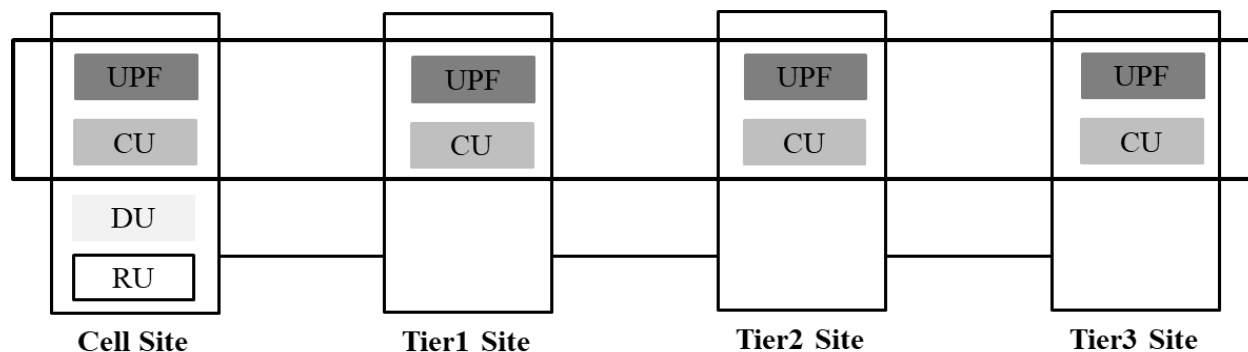 UPF
UPF
UPF
UPF
CU
CU
CU
CU
DU
RU
Cell Site
Tier1 Site
Tier2 Site
Tier3 Site